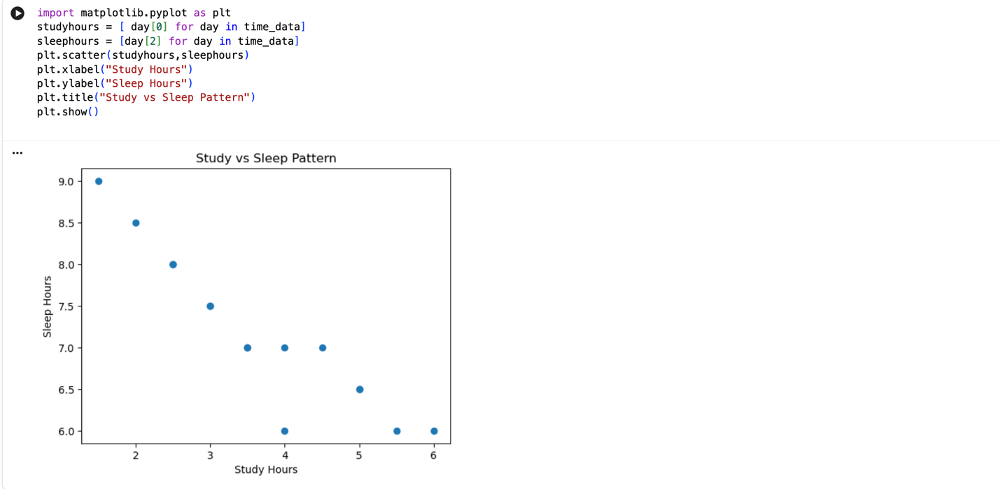 import matplotlib.pyplot as plt
studyhours = [ day[0] for day in time_data]
sleephours = [day[2] for day in time_data]
plt.scatter(studyhours,sleephours)
plt.xlabel("Study Hours")
plt.ylabel("Sleep Hours")
plt.title("Study vs Sleep Pattern")
plt.show()
...
Study vs Sleep Pattern
9.0
8.5
8.0
7.5
7.0
6.5
6.0
Sleep Hours
2 3 4 5 6
Study Hours